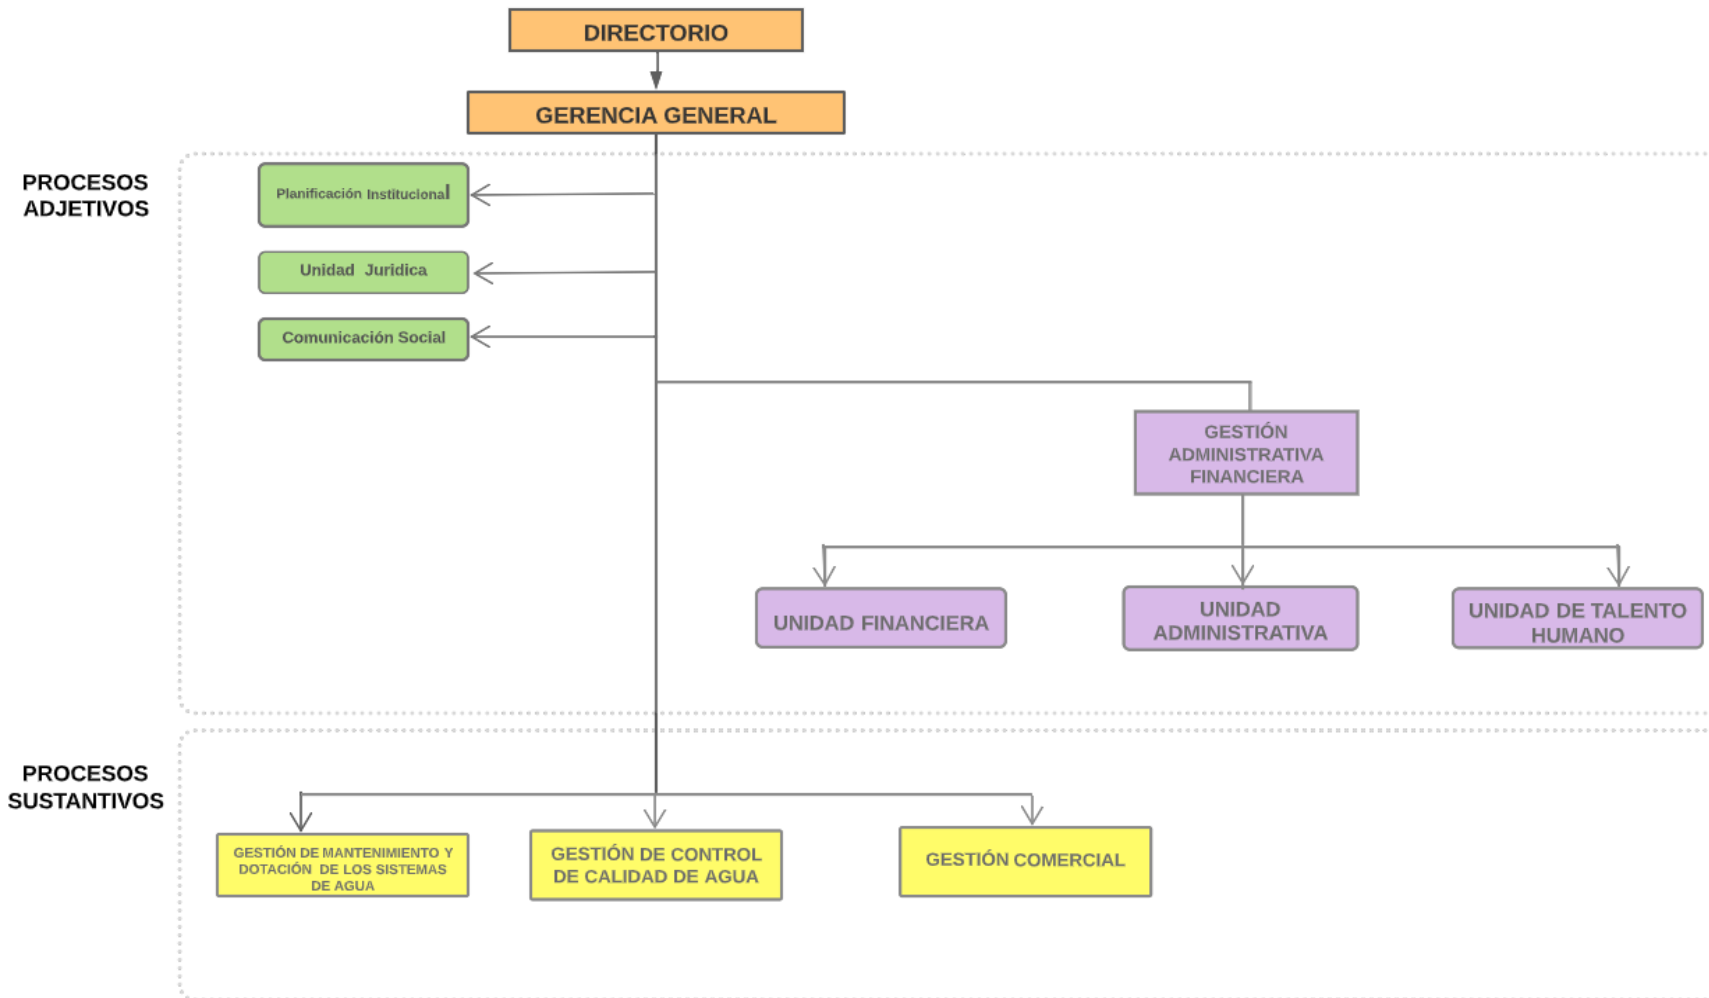 DIRECTORIO
GERENCIA GENERAL
PROCESOS
ADJETIVOS
Planificación Institucional
Unidad Juridica
Comunicación Social
GESTIÓN
ADMINISTRATIVA
FINANCIERA
UNIDAD FINANCIERA
UNIDAD
ADMINISTRATIVA
UNIDAD DE TALENTO
HUMANO
PROCESOS
SUSTANTIVOS
GESTIÓN DE MANTENIMIENTO Y
DOTACIÓN DE LOS SISTEMAS
DE AGUA
GESTIÓN DE CONTROL
DE CALIDAD DE AGUA
GESTIÓN COMERCIAL